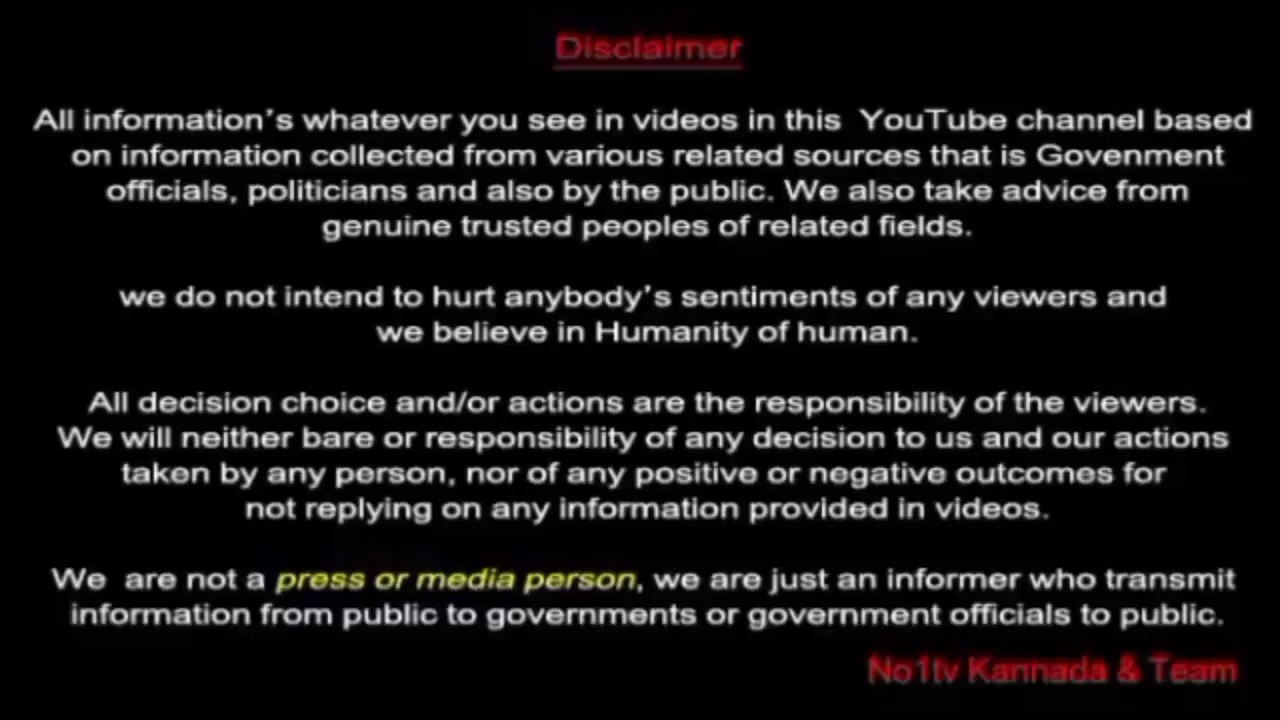 Disclaimer
All information's whatever you see in videos in this YouTube channel based
on information collected from various related sources that is Govenment
officials, politicians and also by the public. We also take advice from
genuine trusted peoples of related fields.
we do not intend to hurt anybody's sentiments of any viewers and
we believe in Humanity of human.
All decision choice and/or actions are the responsibility of the viewers.
We will neither bare or responsibility of any decision to us and our actions
taken by any person, nor of any positive or negative outcomes for
not replying on any information provided in videos.
We are not a press or media person, we are just an informer who transmit
information from public to governments or government officials to public.
No1tv Kannada & Team